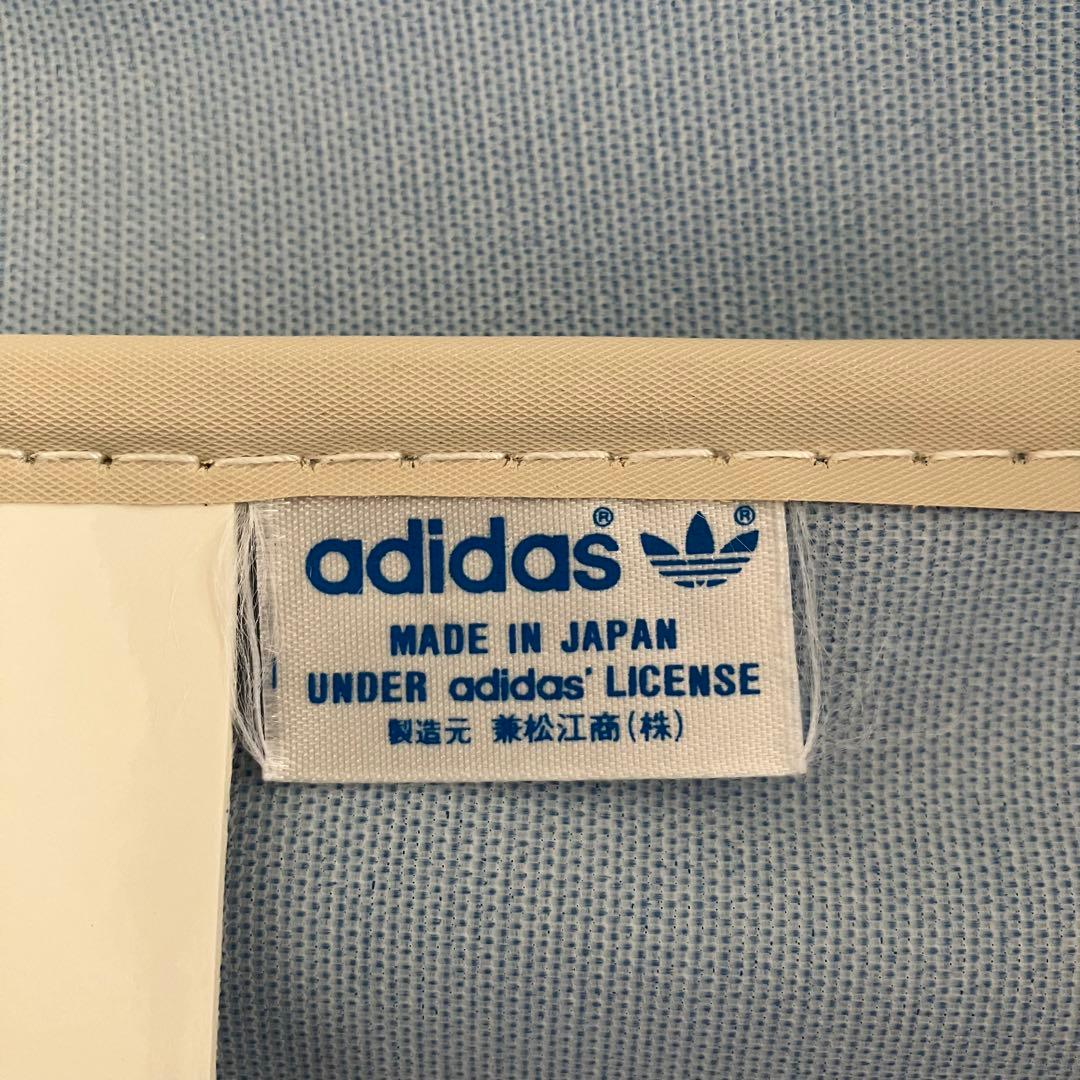 adidas® ®
MADE IN JAPAN
UNDER adidas' LICENSE
製造元 兼松江商(株)